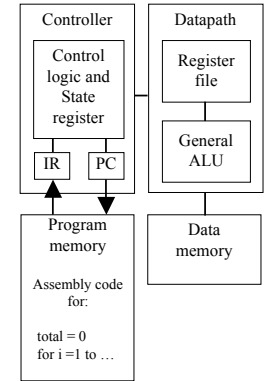 Controller
Control
logic and
State
register
IR
PC
Datapath
Register
file
General
ALU
Program
memory
Assembly code
for:
total = 0
for i =1 to …
Data
memory